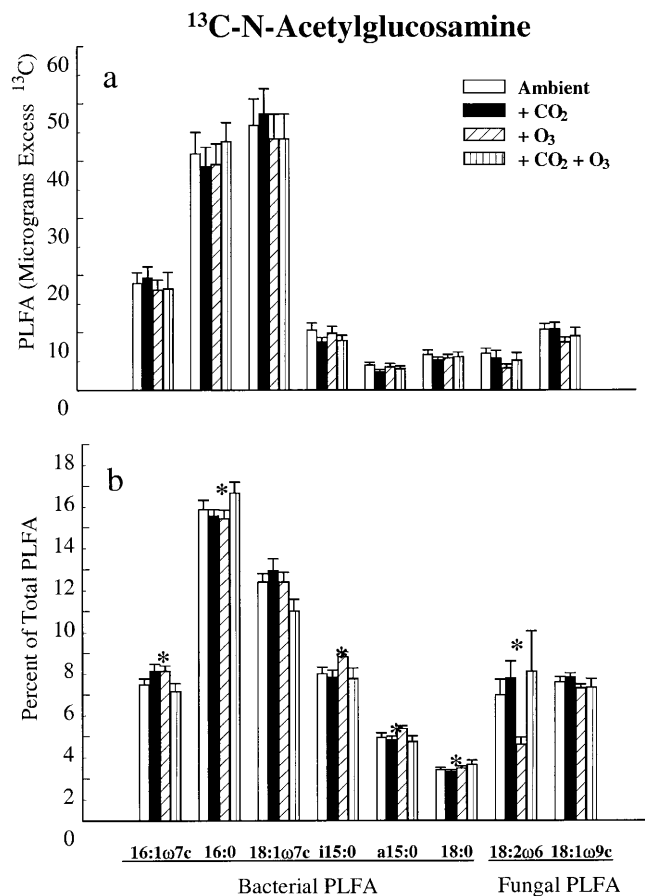 ¹³C-N-Acetylglucosamine
a
PLFA (Micrograms Excess ¹³C)
60
50
40
30
20
10
0
Ambient
+ CO₂
+ O₃
+ CO₂ + O₃
b
Percent of Total PLFA
18
16
14
12
10
8
6
4
2
0
*
*
*
*
*
*
16:1ω7c 16:0 18:1ω7c i15:0 a15:0 18:0 18:2ω6 18:1ω9c
Bacterial PLFA Fungal PLFA